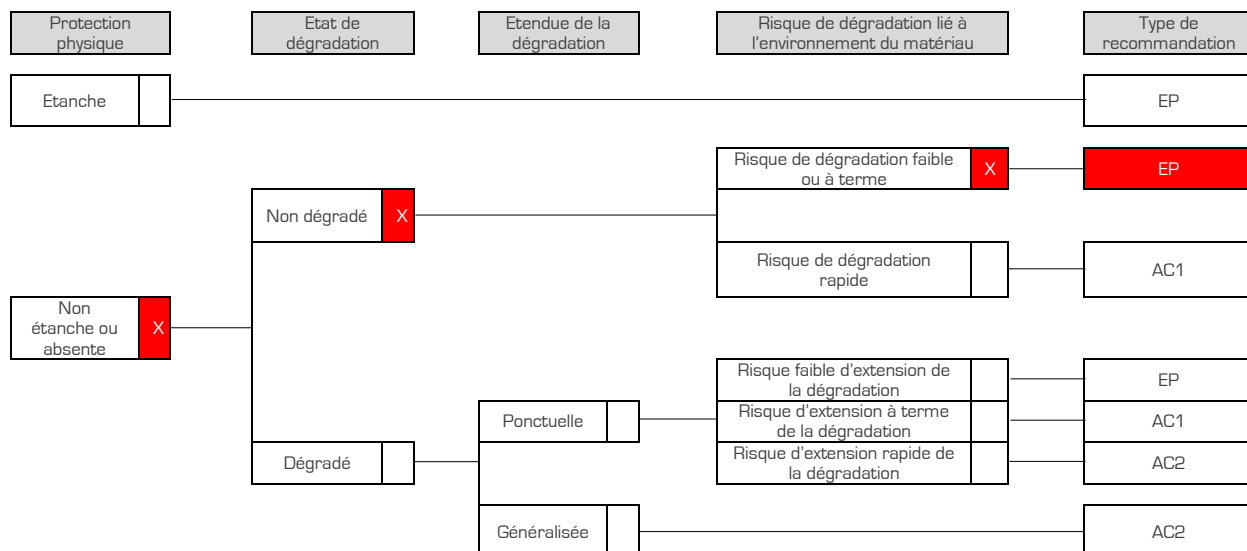 Protection
physique
Etat de
dégradation
Etendue de la
dégradation
Risque de dégradation lié à
l'environnement du matériau
Type de
recommandation
Etanche
EP
Risque de dégradation faible
ou à terme
X
EP
Non dégradé
X
Risque de dégradation
rapide
AC1
Non
étanche ou
absente
X
Risque faible d'extension de
la dégradation
EP
Ponctuelle
Risque d'extension à terme
de la dégradation
AC1
Dégradé
Risque d'extension rapide de
la dégradation
AC2
Généralisée
AC2